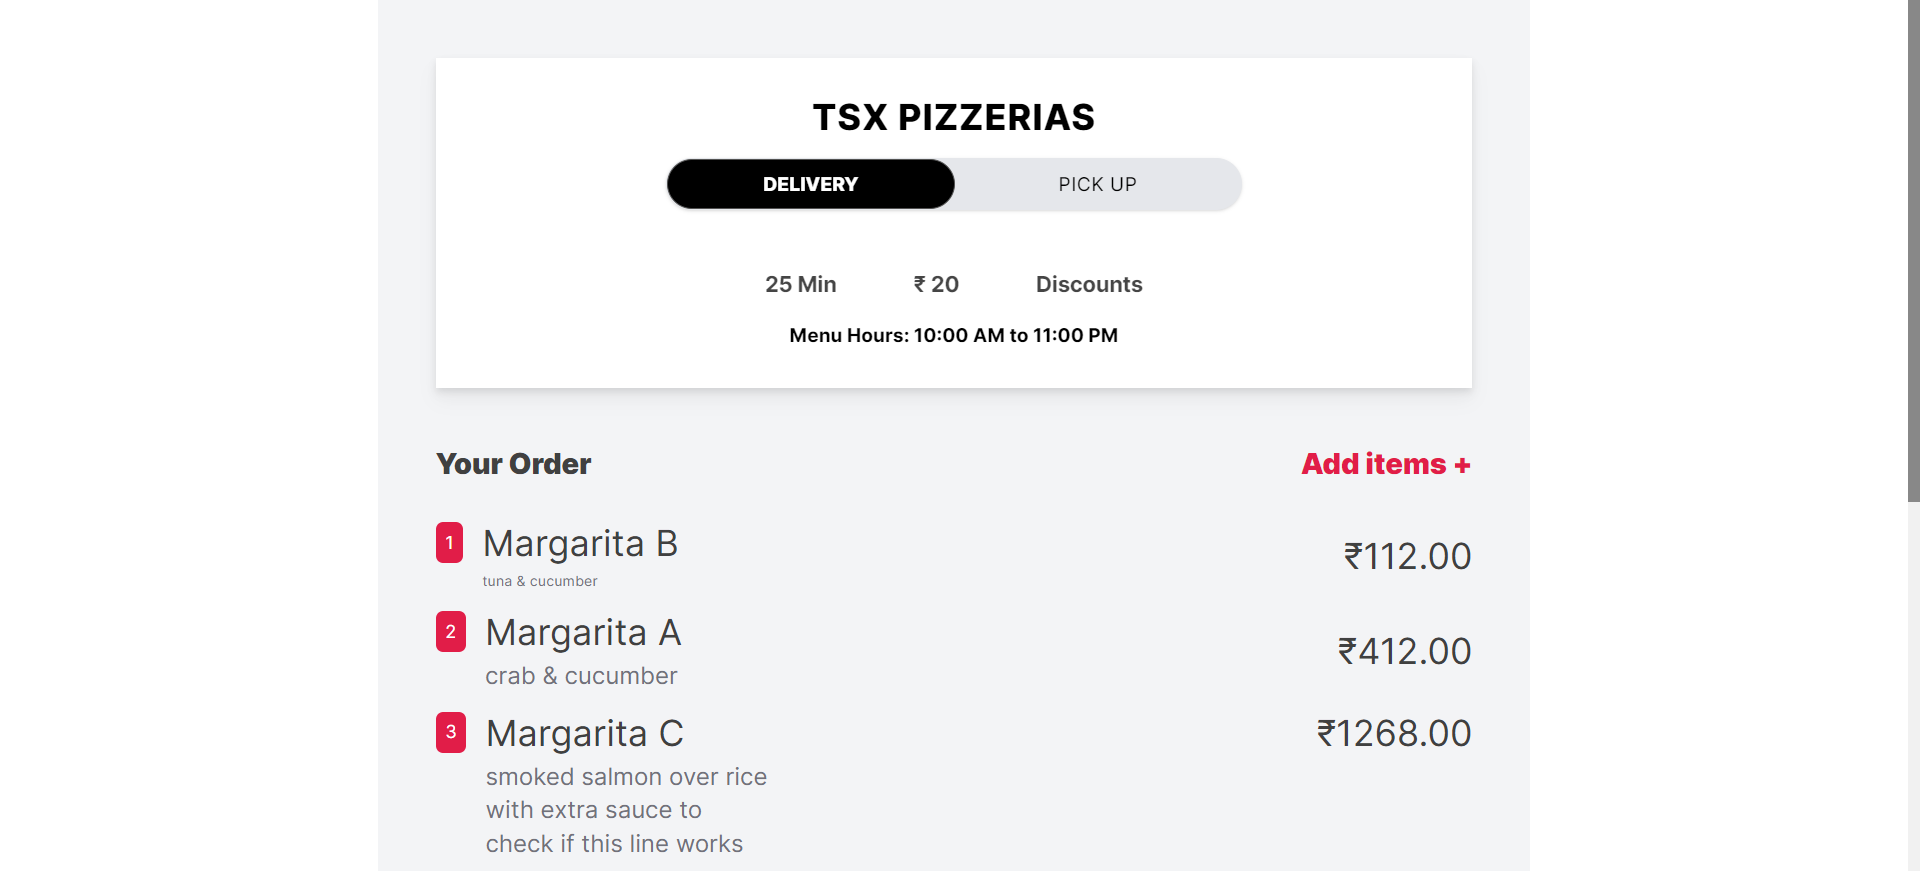 TSX PIZZERIAS
DELIVERY PICK UP
25 Min ₹ 20 Discounts
Menu Hours: 10:00 AM to 11:00 PM
Your Order Add items +
1 Margarita B ₹112.00
tuna & cucumber
2 Margarita A ₹412.00
crab & cucumber
3 Margarita C ₹1268.00
smoked salmon over rice
with extra sauce to
check if this line works